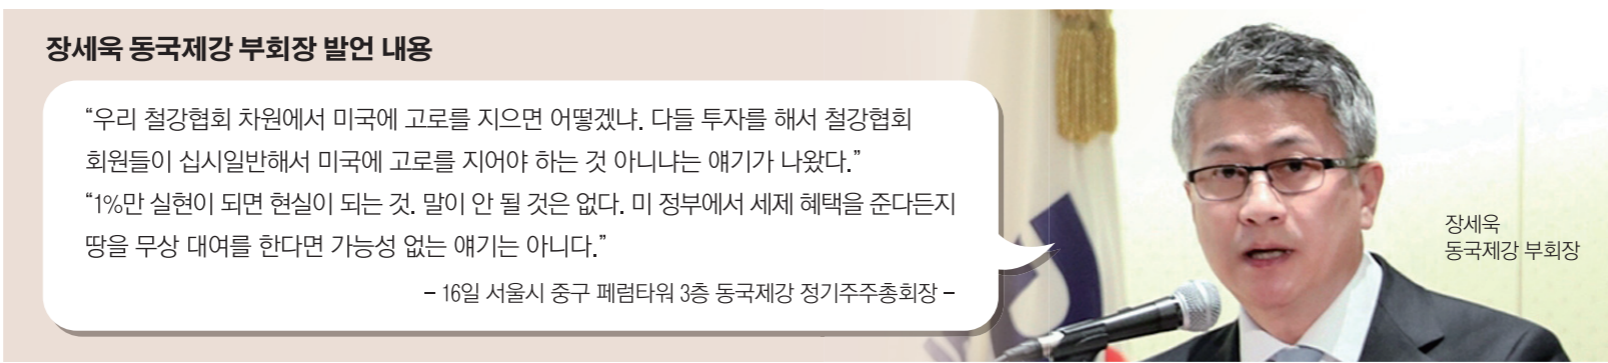 장세욱 동국제강 부회장 발언 내용
“우리 철강협회 차원에서 미국에 고로를 지으면 어떻겠냐. 다들 투자를 해서 철강협회
회원들이 십시일반해서 미국에 고로를 지어야 하는 것 아니냐는 얘기가 나왔다.”
“1%만 실현이 되면 현실이 되는 것. 말이 안 될 것은 없다. 미 정부에서 세제 혜택을 준다든지
땅을 무상 대여를 한다면 가능성 없는 얘기는 아니다.”
– 16일 서울시 중구 페럼타워 3층 동국제강 정기주주총회장 –
장세욱
동국제강 부회장